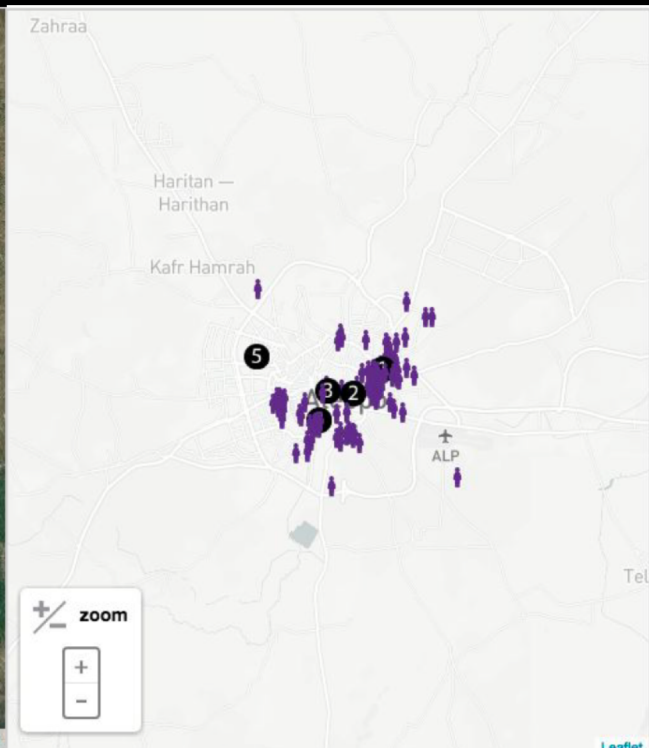 Zahraa
Haritan —
Harithan
Kafr Hamrah
5
3
2
ALP
Tel
+/− zoom
+
−
Leaflet